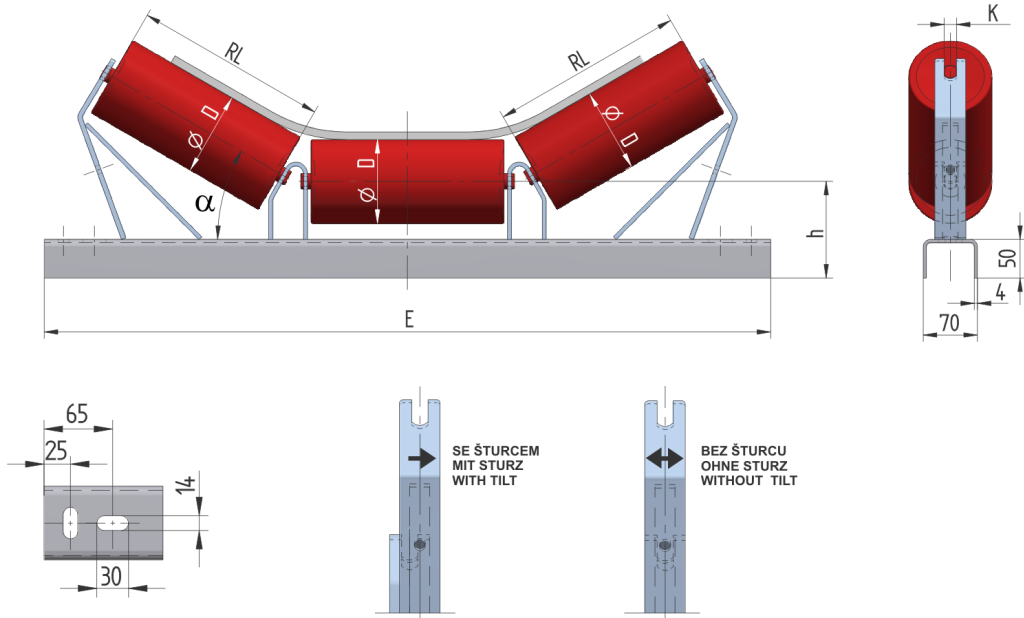 RL
RL
K
Ø D
Ø D
Ø D
α
h
50
4
70
E
65
25
14
30
SE ŠTURCEM
MIT STURZ
WITH TILT
BEZ ŠTURCU
OHNE STURZ
WITHOUT TILT